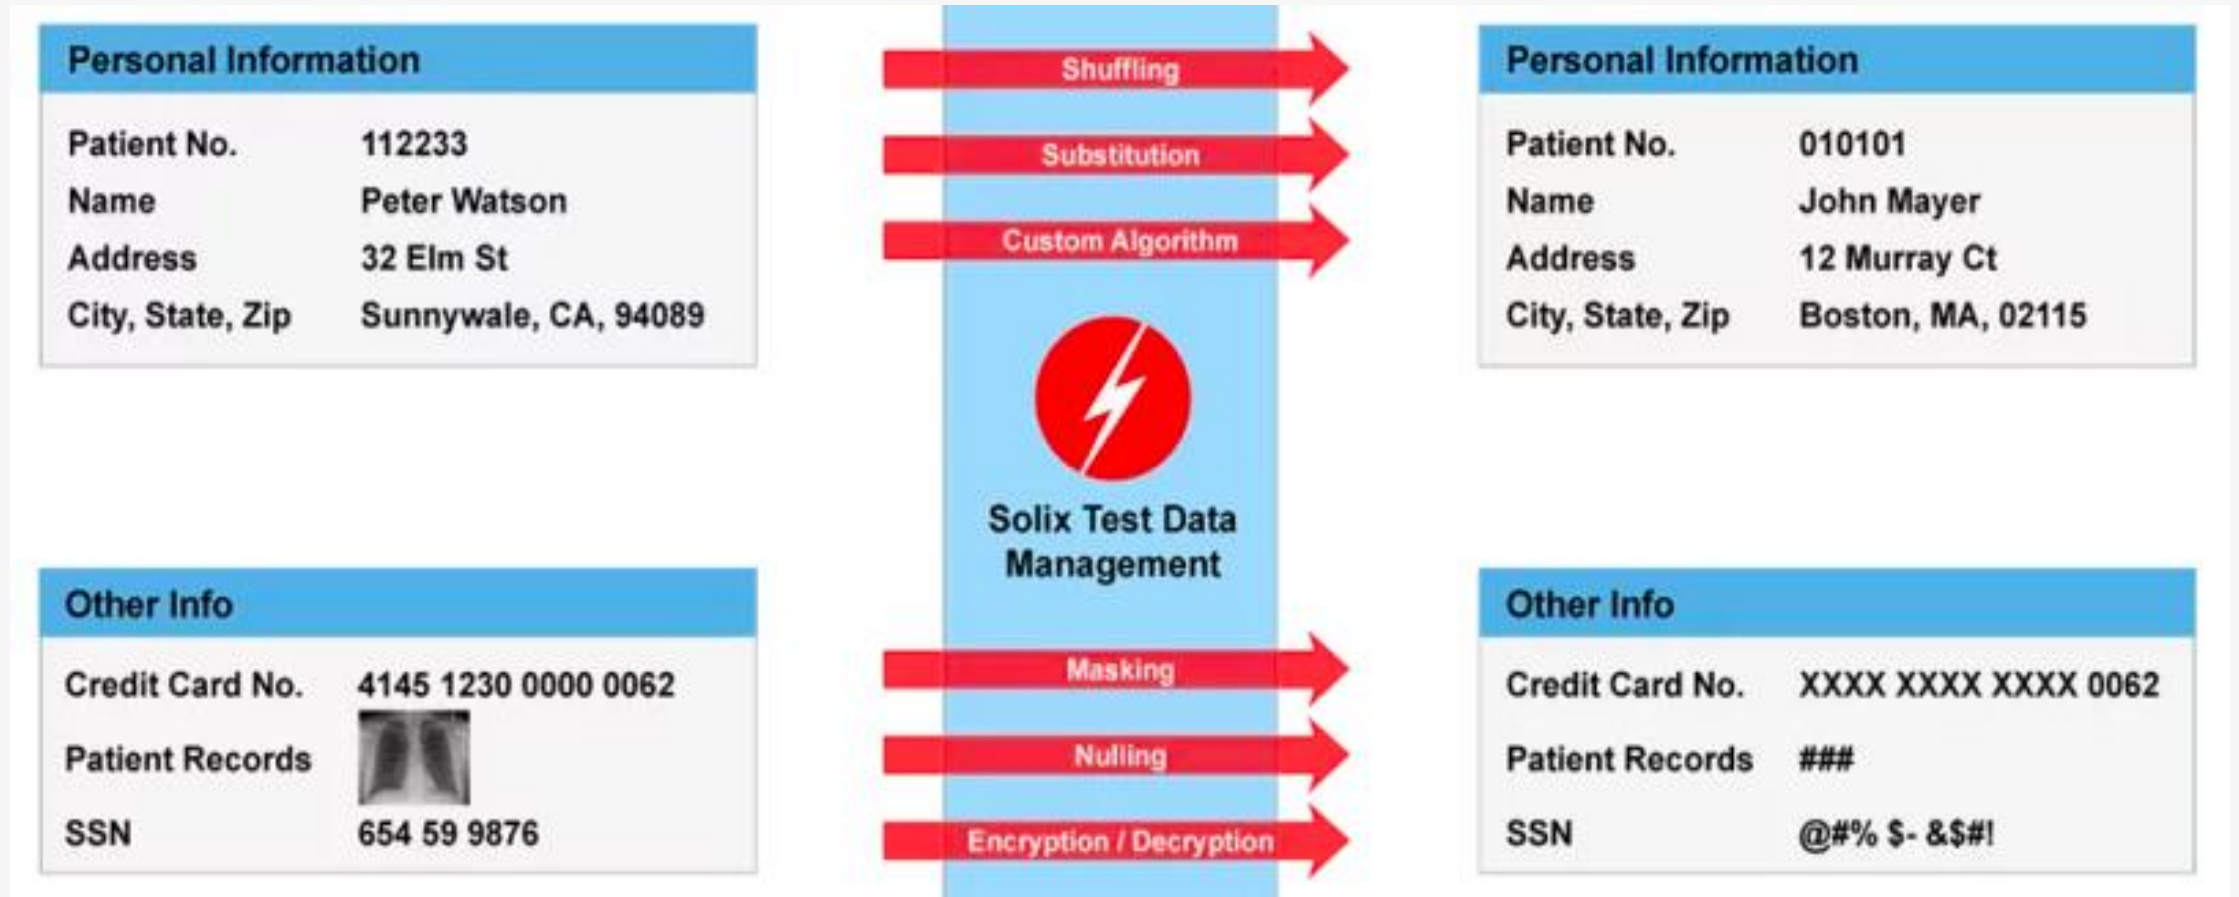 Personal Information
Patient No. 112233
Name Peter Watson
Address 32 Elm St
City, State, Zip Sunnywale, CA, 94089
Other Info
Credit Card No. 4145 1230 0000 0062
Patient Records
SSN 654 59 9876
Shuffling
Substitution
Custom Algorithm
Solix Test Data
Management
Masking
Nulling
Encryption / Decryption
Personal Information
Patient No. 010101
Name John Mayer
Address 12 Murray Ct
City, State, Zip Boston, MA, 02115
Other Info
Credit Card No. XXXX XXXX XXXX 0062
Patient Records ###
SSN @#% $- &$#!